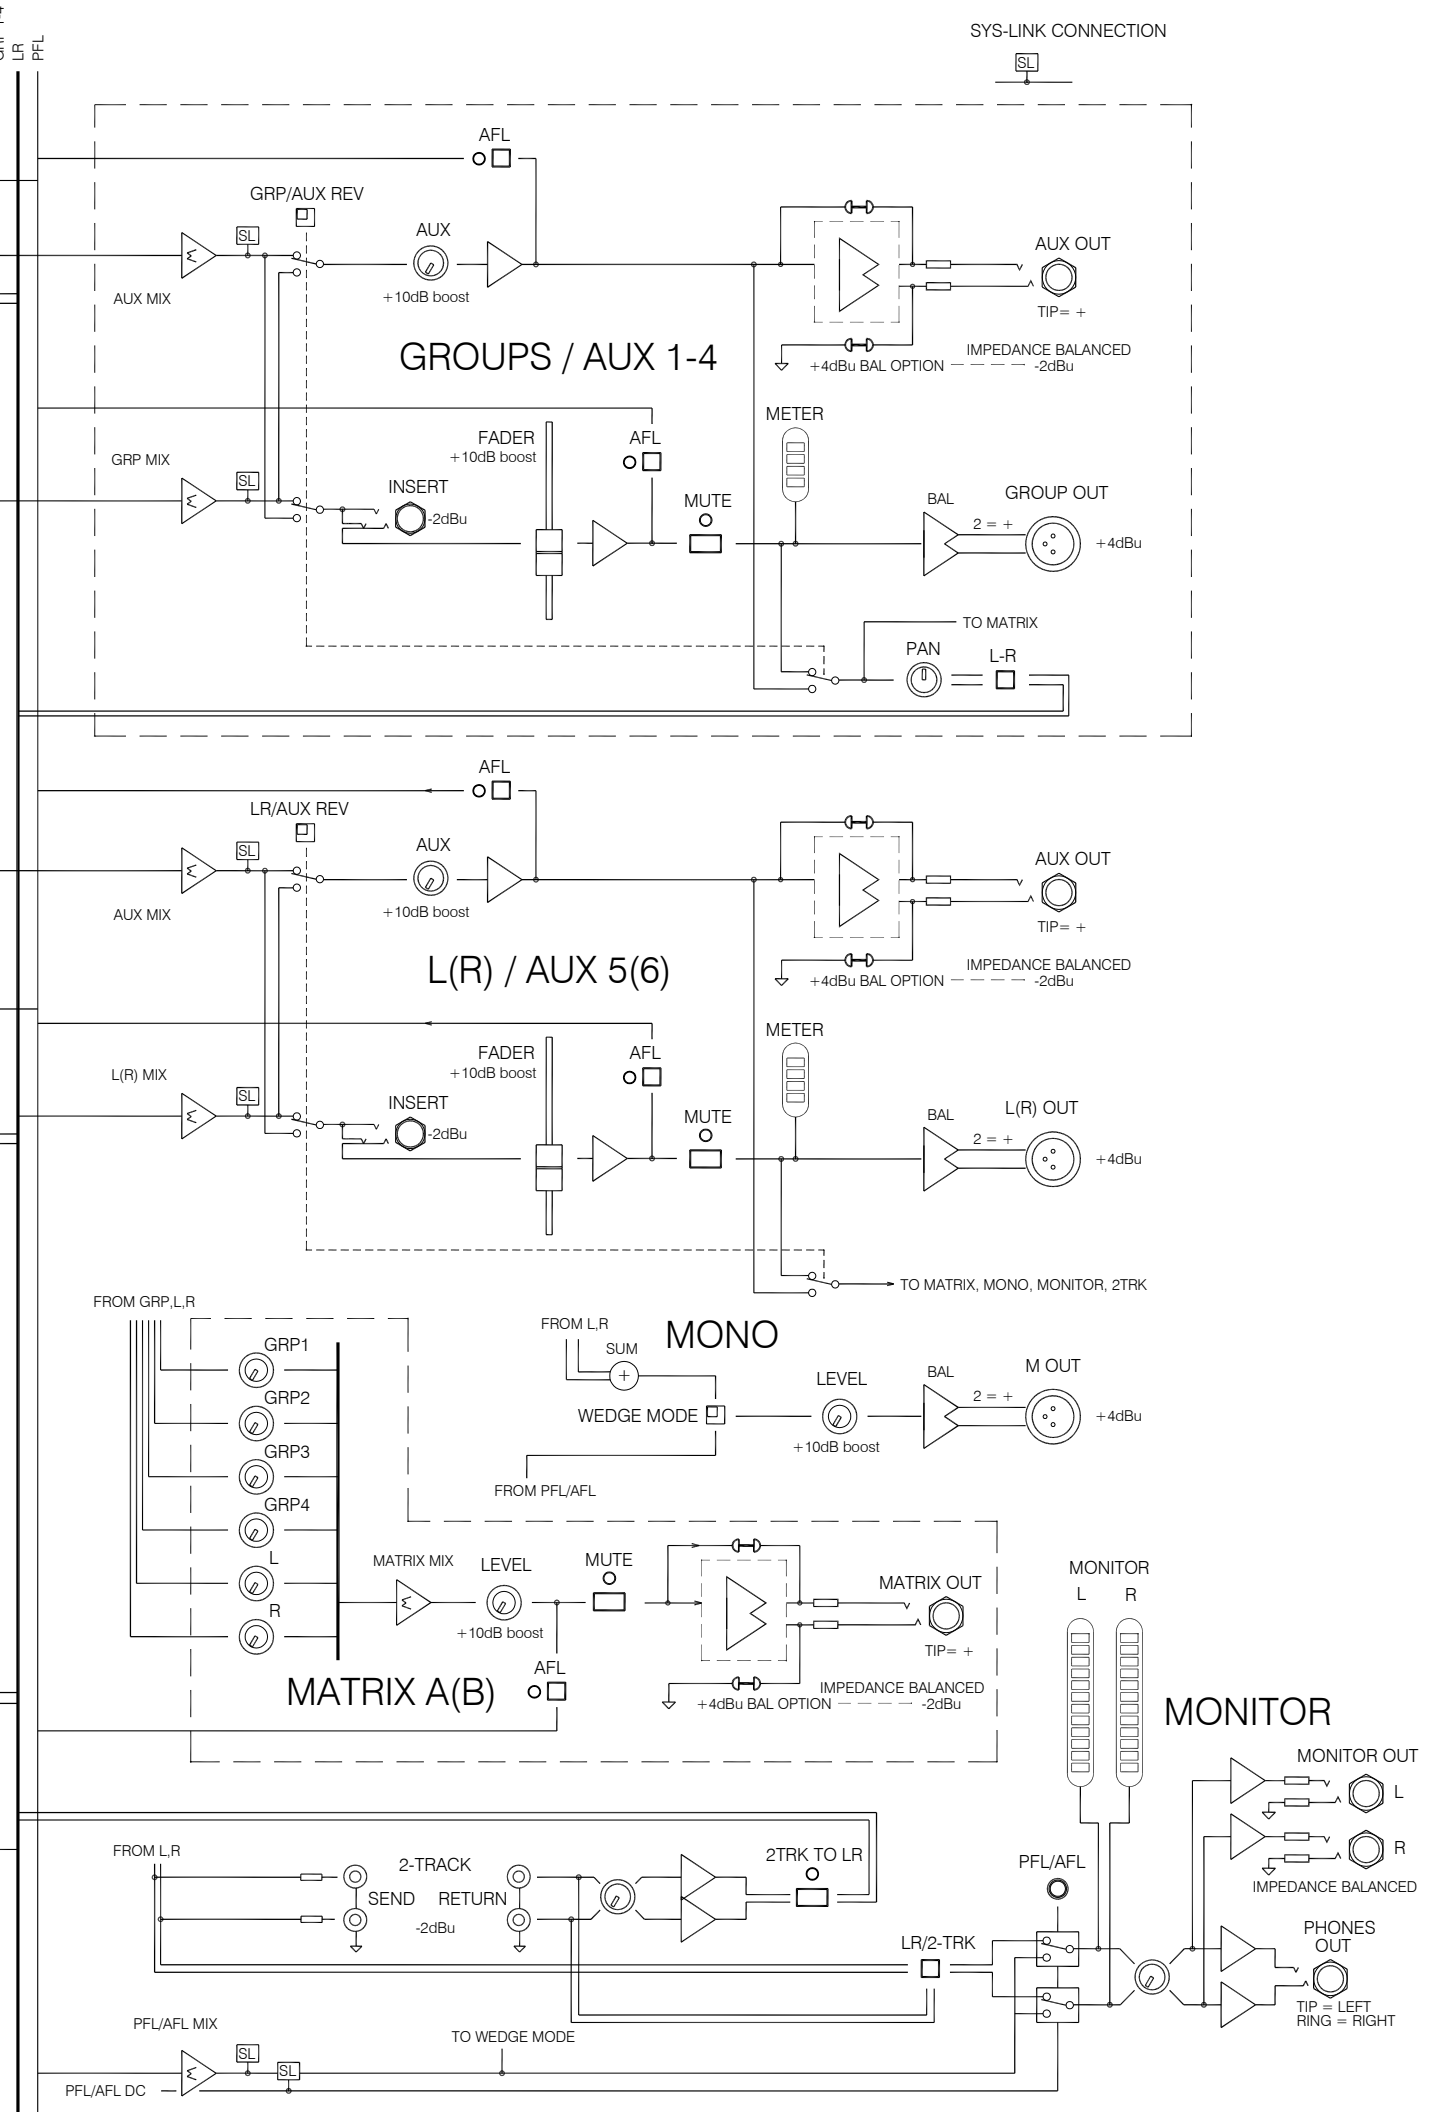 LR
PFL
SYS-LINK CONNECTION
SL
AFL
GRP/AUX REV
SL
AUX
+10dB boost
AUX MIX
AUX OUT
TIP= +
GROUPS / AUX 1-4
IMPEDANCE BALANCED
+4dBu BAL OPTION
-2dBu
METER
FADER
+10dB boost
AFL
GRP MIX
SL
INSERT
-2dBu
MUTE
BAL
GROUP OUT
2 = +
+4dBu
TO MATRIX
PAN
L-R
AFL
LR/AUX REV
SL
AUX
+10dB boost
AUX MIX
AUX OUT
TIP= +
L(R) / AUX 5(6)
IMPEDANCE BALANCED
+4dBu BAL OPTION
-2dBu
METER
FADER
+10dB boost
AFL
L(R) MIX
SL
INSERT
-2dBu
MUTE
BAL
L(R) OUT
2 = +
+4dBu
TO MATRIX, MONO, MONITOR, 2TRK
FROM GRP,L,R
GRP1
GRP2
GRP3
GRP4
L
R
FROM L,R
MONO
SUM
WEDGE MODE
FROM PFL/AFL
LEVEL
+10dB boost
BAL
M OUT
2 = +
+4dBu
MATRIX MIX
LEVEL
+10dB boost
MUTE
MATRIX OUT
TIP= +
AFL
MATRIX A(B)
IMPEDANCE BALANCED
+4dBu BAL OPTION
-2dBu
MONITOR
L R
MONITOR
MONITOR OUT
L
R
IMPEDANCE BALANCED
FROM L,R
2-TRACK
SEND RETURN
-2dBu
2TRK TO LR
PFL/AFL
LR/2-TRK
PHONES
OUT
TIP = LEFT
RING = RIGHT
PFL/AFL MIX
SL
SL
TO WEDGE MODE
PFL/AFL DC